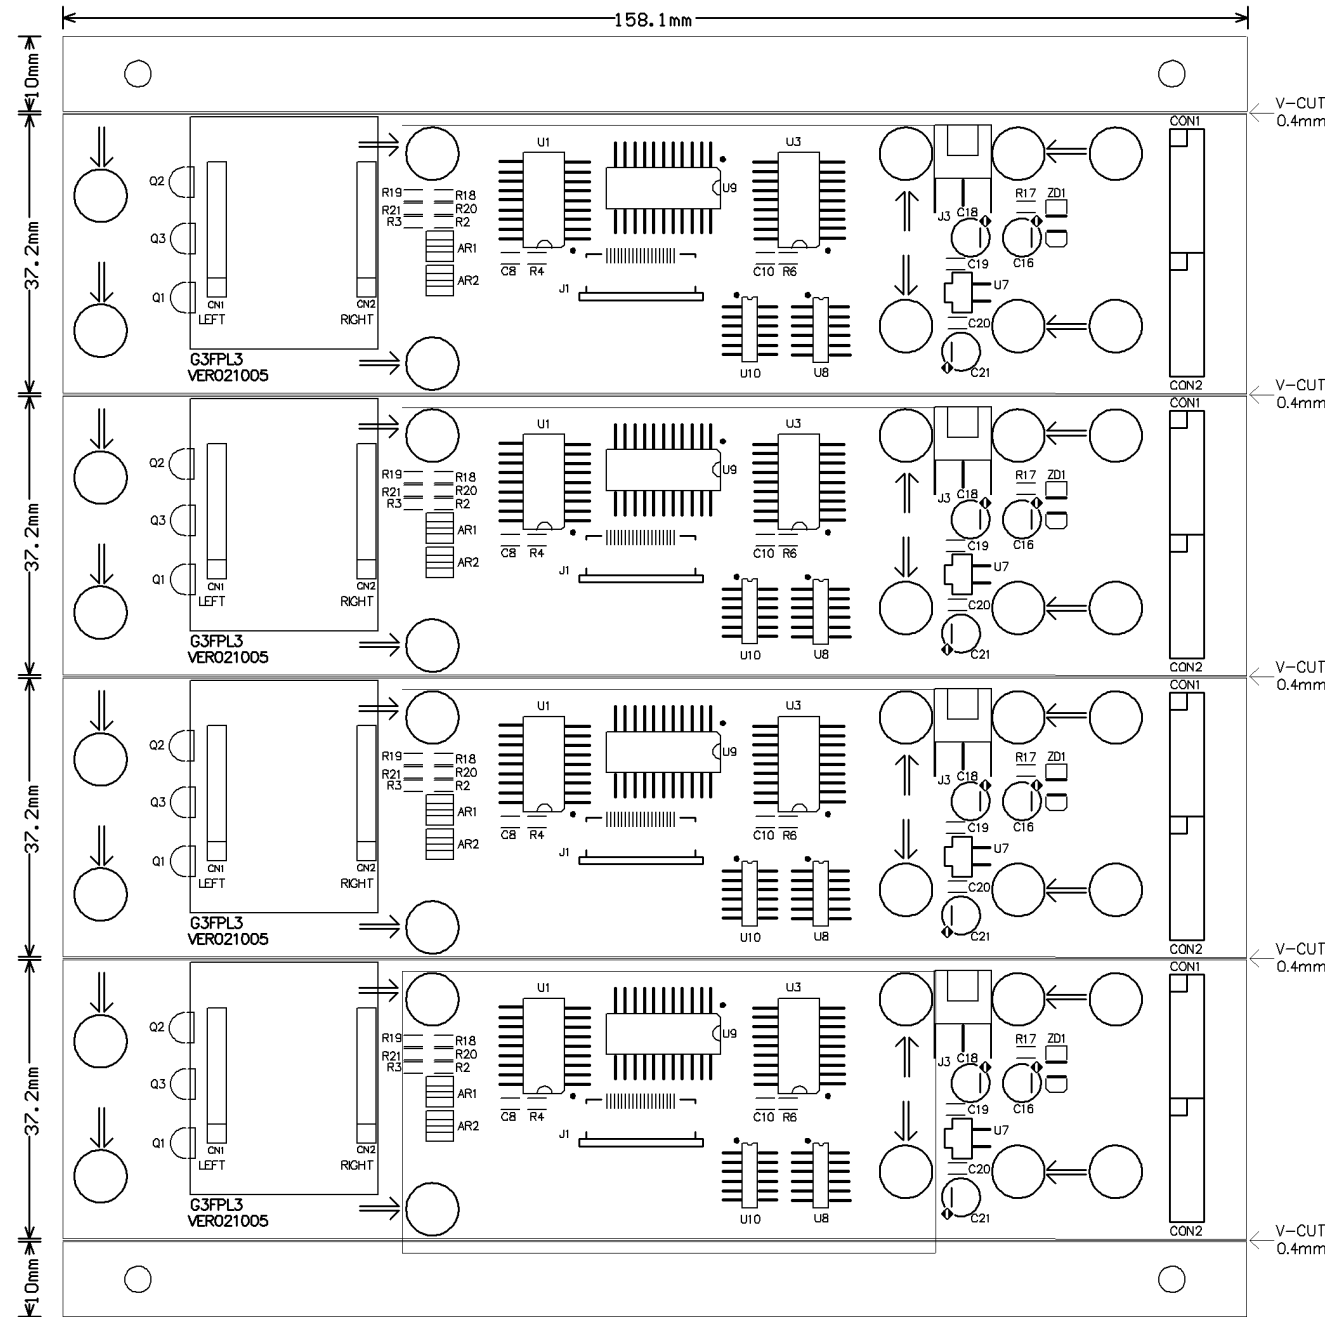 158.1mm
10mm
V-CUT
0.4mm
37.2mm
CON1
U1
U3
Q2
U9
R19 R18
R17 ZD1
R21 R20
R3 R2
J3 C18
Q3
AR1
C8 R4
C10 R6
C19 C16
AR2
J1
U7
Q1
CN1
CN2
LEFT
RIGHT
C20
G3FPL3
VER021005
U10
U8
C21
CON2
V-CUT
0.4mm
37.2mm
CON1
U1
U3
Q2
U9
R19 R18
R17 ZD1
R21 R20
R3 R2
J3 C18
Q3
AR1
C8 R4
C10 R6
C19 C16
AR2
J1
U7
Q1
CN1
CN2
LEFT
RIGHT
C20
G3FPL3
VER021005
U10
U8
C21
CON2
V-CUT
0.4mm
37.2mm
CON1
U1
U3
Q2
U9
R19 R18
R17 ZD1
R21 R20
R3 R2
J3 C18
Q3
AR1
C8 R4
C10 R6
C19 C16
AR2
J1
U7
Q1
CN1
CN2
LEFT
RIGHT
C20
G3FPL3
VER021005
U10
U8
C21
CON2
V-CUT
0.4mm
37.2mm
CON1
U1
U3
Q2
U9
R19 R18
R17 ZD1
R21 R20
R3 R2
J3 C18
Q3
AR1
C8 R4
C10 R6
C19 C16
AR2
J1
U7
Q1
CN1
CN2
LEFT
RIGHT
C20
G3FPL3
VER021005
U10
U8
C21
CON2
V-CUT
0.4mm
10mm